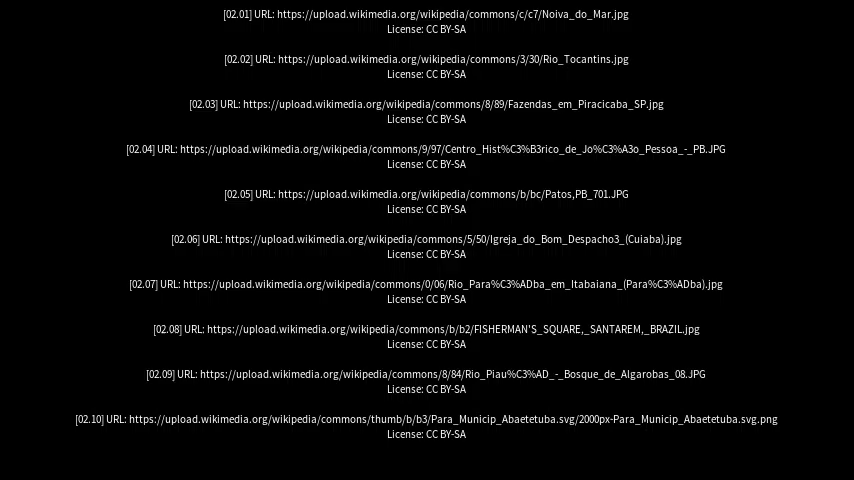 [02.01] URL: https://upload.wikimedia.org/wikipedia/commons/c/c7/Noiva_do_Mar.jpg
License: CC BY-SA
[02.02] URL: https://upload.wikimedia.org/wikipedia/commons/3/30/Rio_Tocantins.jpg
License: CC BY-SA
[02.03] URL: https://upload.wikimedia.org/wikipedia/commons/8/89/Fazendas_em_Piracicaba_SP.jpg
License: CC BY-SA
[02.04] URL: https://upload.wikimedia.org/wikipedia/commons/9/97/Centro_Hist%C3%B3rico_de_Jo%C3%A3o_Pessoa_-_PB.JPG
License: CC BY-SA
[02.05] URL: https://upload.wikimedia.org/wikipedia/commons/b/bc/Patos,PB_701.JPG
License: CC BY-SA
[02.06] URL: https://upload.wikimedia.org/wikipedia/commons/5/50/Igreja_do_Bom_Despacho3_(Cuiaba).jpg
License: CC BY-SA
[02.07] URL: https://upload.wikimedia.org/wikipedia/commons/0/06/Rio_Para%C3%ADba_em_Itabaiana_(Para%C3%ADba).jpg
License: CC BY-SA
[02.08] URL: https://upload.wikimedia.org/wikipedia/commons/b/b2/FISHERMAN'S_SQUARE,_SANTAREM,_BRAZIL.jpg
License: CC BY-SA
[02.09] URL: https://upload.wikimedia.org/wikipedia/commons/8/84/Rio_Piau%C3%AD_-_Bosque_de_Algarobas_08.JPG
License: CC BY-SA
[02.10] URL: https://upload.wikimedia.org/wikipedia/commons/thumb/b/b3/Para_Municip_Abaetetuba.svg/2000px-Para_Municip_Abaetetuba.svg.png
License: CC BY-SA